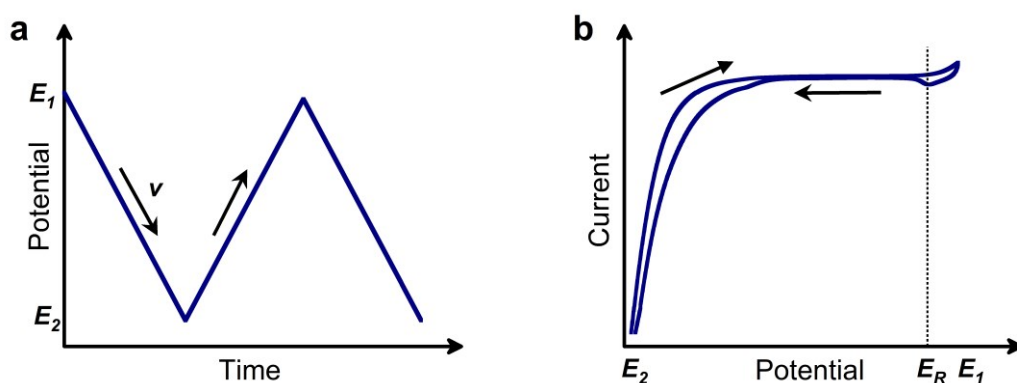 a
E1
Potential
v
E2
Time
b
Current
E2
Potential
ER
E1